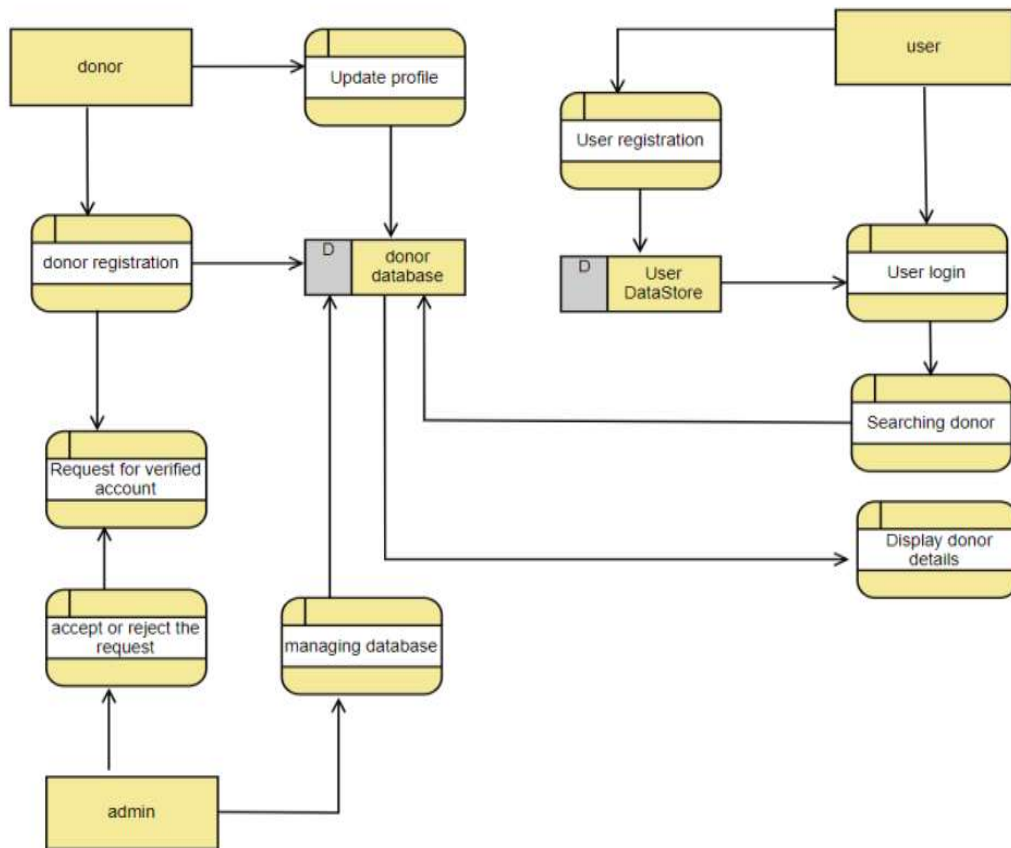 donor
Update profile
user
User registration
donor registration
D
donor
database
D
User
DataStore
User login
Searching donor
Request for verified
account
Display donor
details
accept or reject the
request
managing database
admin